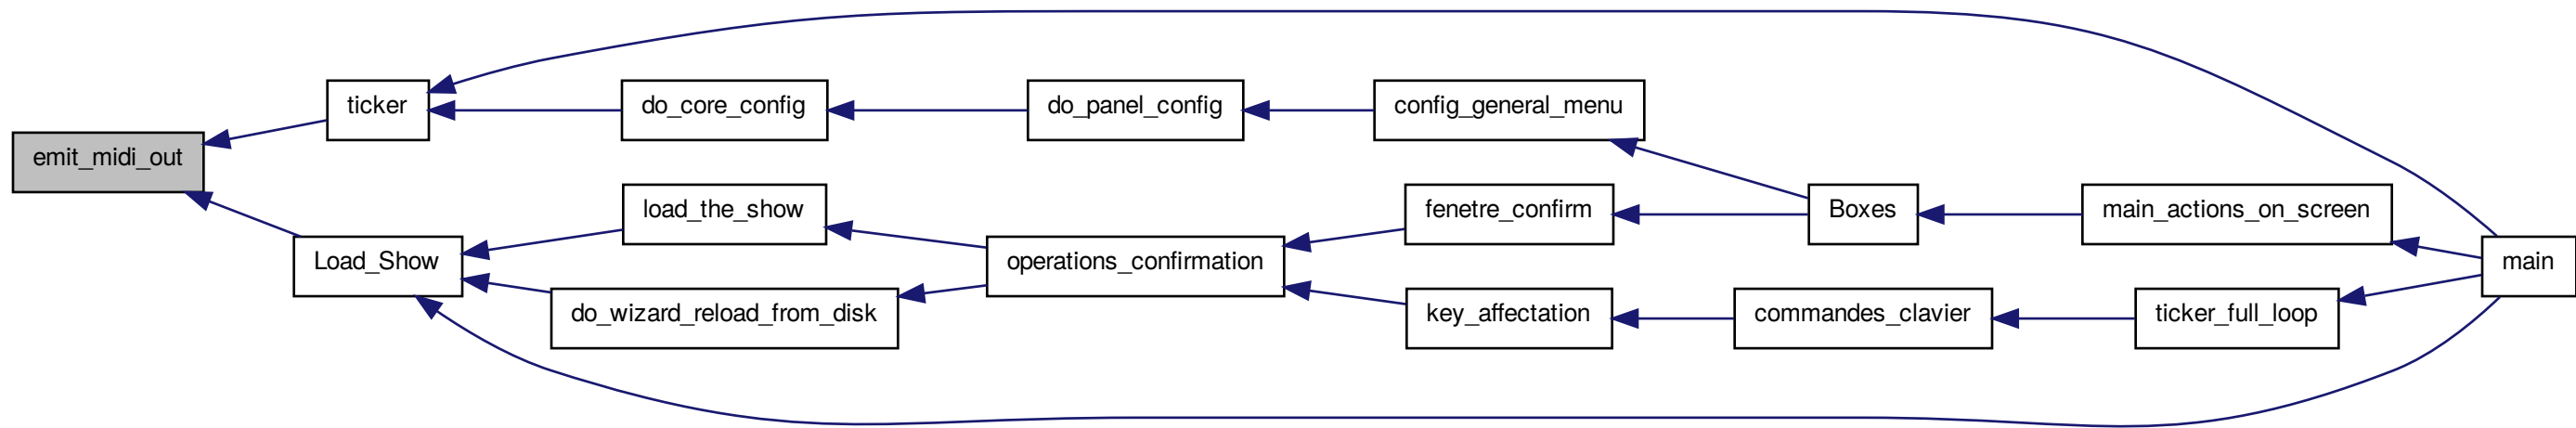 ticker
do_core_config
do_panel_config
config_general_menu
emit_midi_out
load_the_show
fenetre_confirm
Boxes
main_actions_on_screen
Load_Show
operations_confirmation
main
do_wizard_reload_from_disk
key_affectation
commandes_clavier
ticker_full_loop